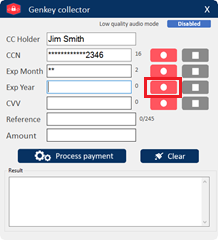 Genkey collector X
Low quality audio mode Disabled
CC Holder Jim Smith
CCN ************2346 16
Exp Month ** 2
Exp Year 0
CVV 0
Reference 0/245
Amount
Process payment Clear
Result